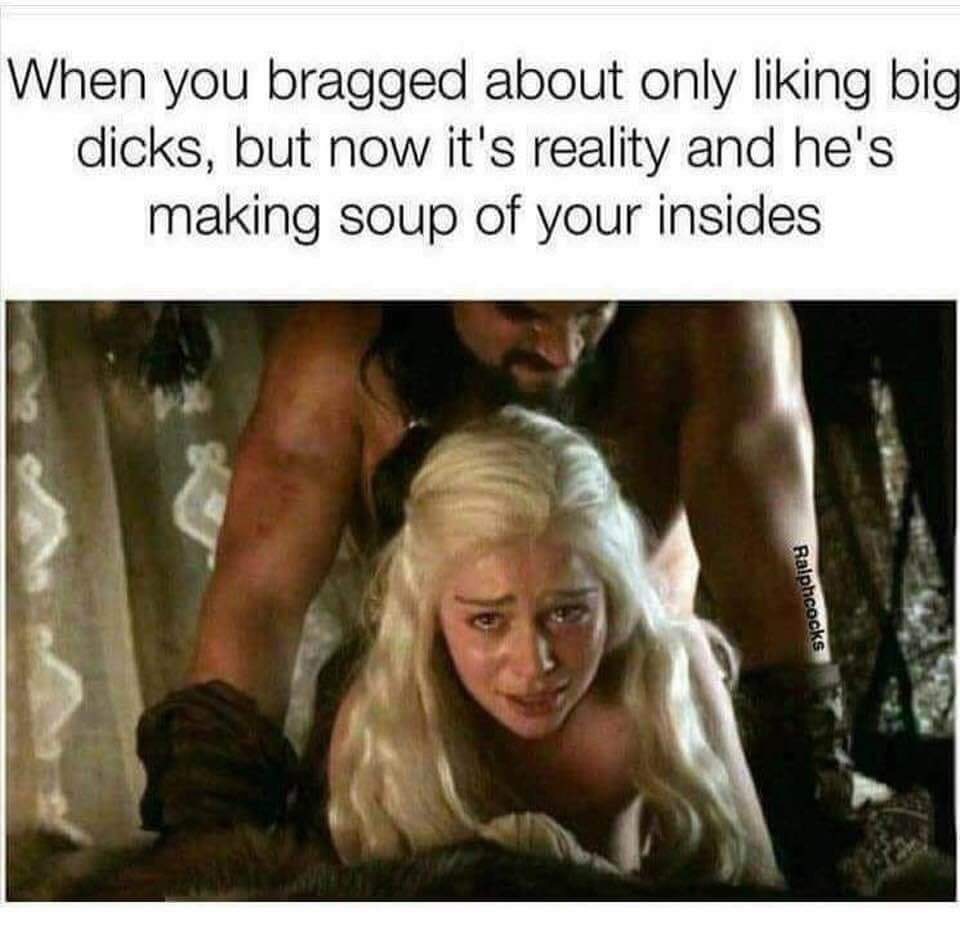 When you bragged about only liking big
dicks, but now it's reality and he's
making soup of your insides
Ralphcocks